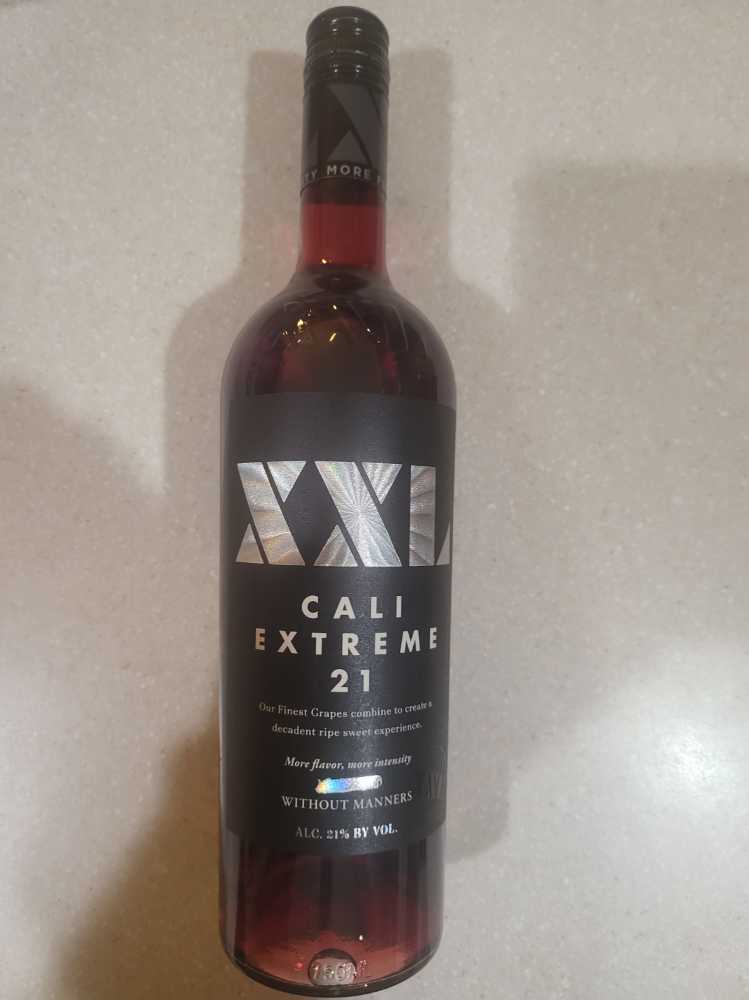 MORE
XXL
CALI
EXTREME
21
Our Finest Grapes combine to create a
decadent ripe sweet experience.
More flavor, more intensity
WITHOUT MANNERS
ALC. 21% BY VOL.